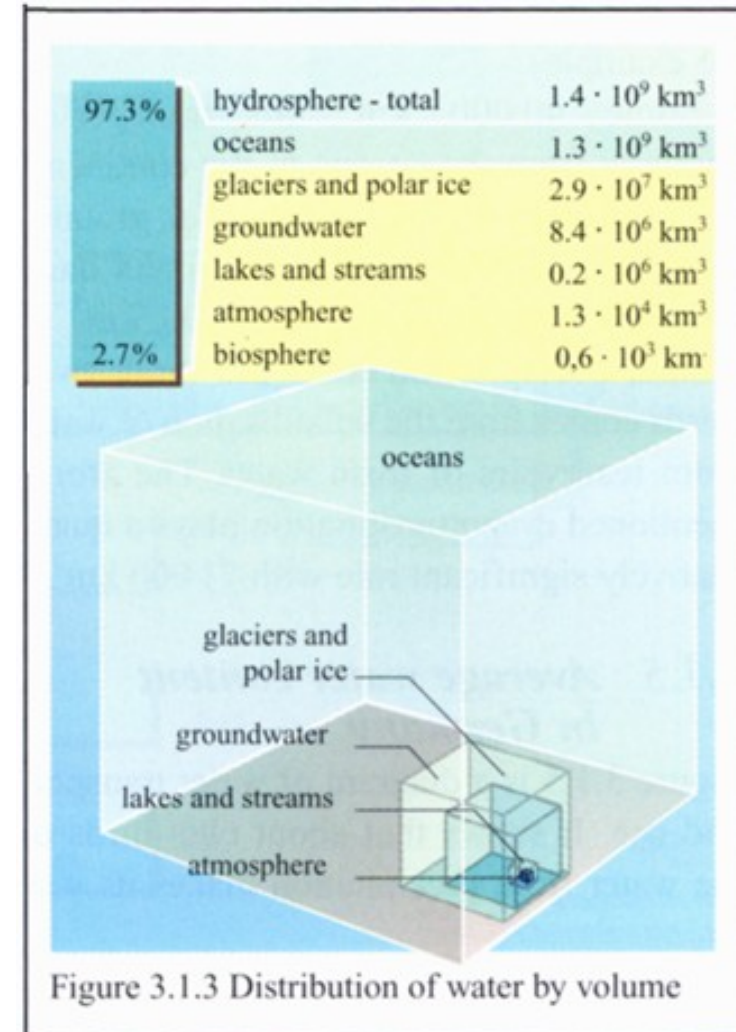 97.3%
hydrosphere - total 1.4 · 10⁹ km³
oceans 1.3 · 10⁹ km³
glaciers and polar ice 2.9 · 10⁷ km³
groundwater 8.4 · 10⁶ km³
lakes and streams 0.2 · 10⁶ km³
atmosphere 1.3 · 10⁴ km³
2.7% biosphere 0,6 · 10³ km
oceans
glaciers and
polar ice
groundwater
lakes and streams
atmosphere
Figure 3.1.3 Distribution of water by volume